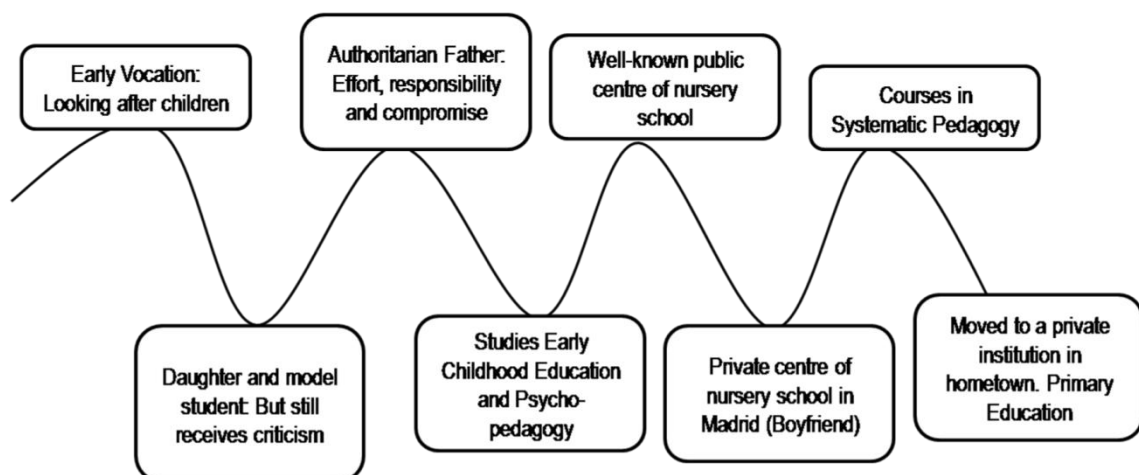 Early Vocation:
Looking after children
Daughter and model
student: But still
receives criticism
Authoritarian Father:
Effort, responsibility
and compromise
Studies Early
Childhood Education
and Psycho-
pedagogy
Well-known public
centre of nursery
school
Private centre of
nursery school in
Madrid (Boyfriend)
Courses in
Systematic Pedagogy
Moved to a private
institution in
hometown. Primary
Education